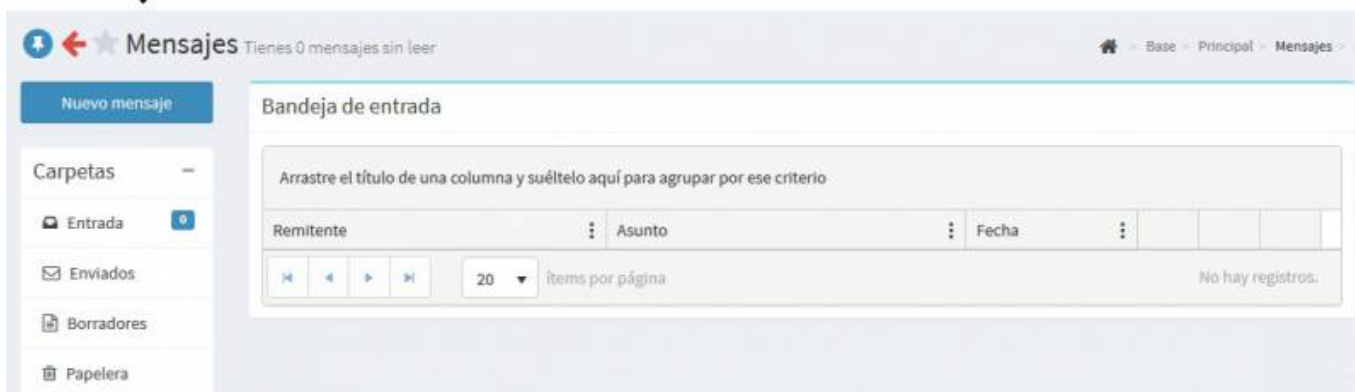 Mensajes Tienes 0 mensajes sin leer
Base Principal Mensajes
Nuevo mensaje
Bandeja de entrada
Carpetas
Arrastre el título de una columna y suéltelo aquí para agrupar por ese criterio
Entrada 0
Remitente Asunto Fecha
Enviados
20 ítems por página No hay registros.
Borradores
Papelera